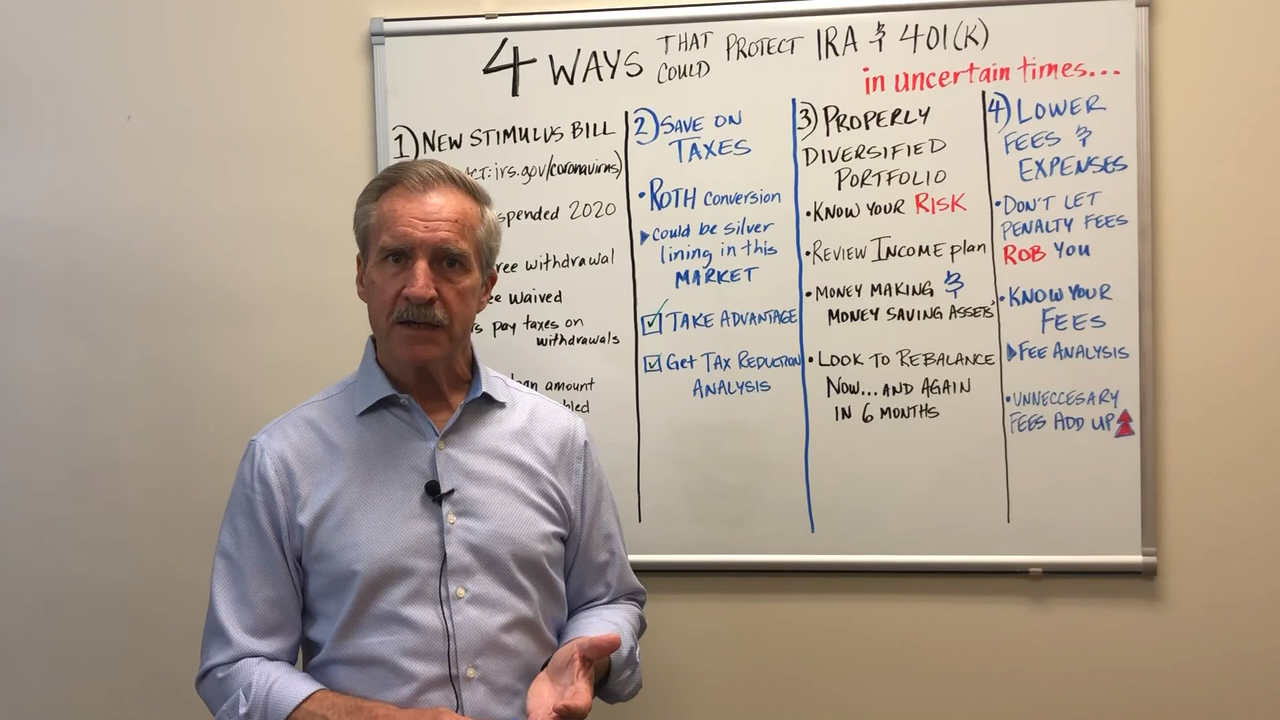 4 WAYS THAT COULD PROTECT IRA & 401(K)
in uncertain times...
1) NEW STIMULUS BILL
ACT: irs.gov/coronavirus)
spended 2020
ree withdrawal
ee waived
s pay taxes on
withdrawals
an amount
bled
2) SAVE ON
TAXES
• ROTH conversion
▶ could be silver
lining in this
MARKET
☑ TAKE ADVANTAGE
☑ Get TAX REDUCTION
ANALYSIS
3) PROPERLY
DIVERSIFIED
PORTFOLIO
• KNOW YOUR RISK
• REVIEW INCOME plan
• MONEY MAKING &
MONEY SAVING ASSETS'
• LOOK TO REBALANCE
NOW... AND AGAIN
IN 6 MONTHS
4) LOWER
FEES &
EXPENSES
• DON'T LET
PENALTY FEES
ROB YOU
• KNOW YOUR
FEES
▶ FEE ANALYSIS
• UNNECCESARY
FEES ADD UP